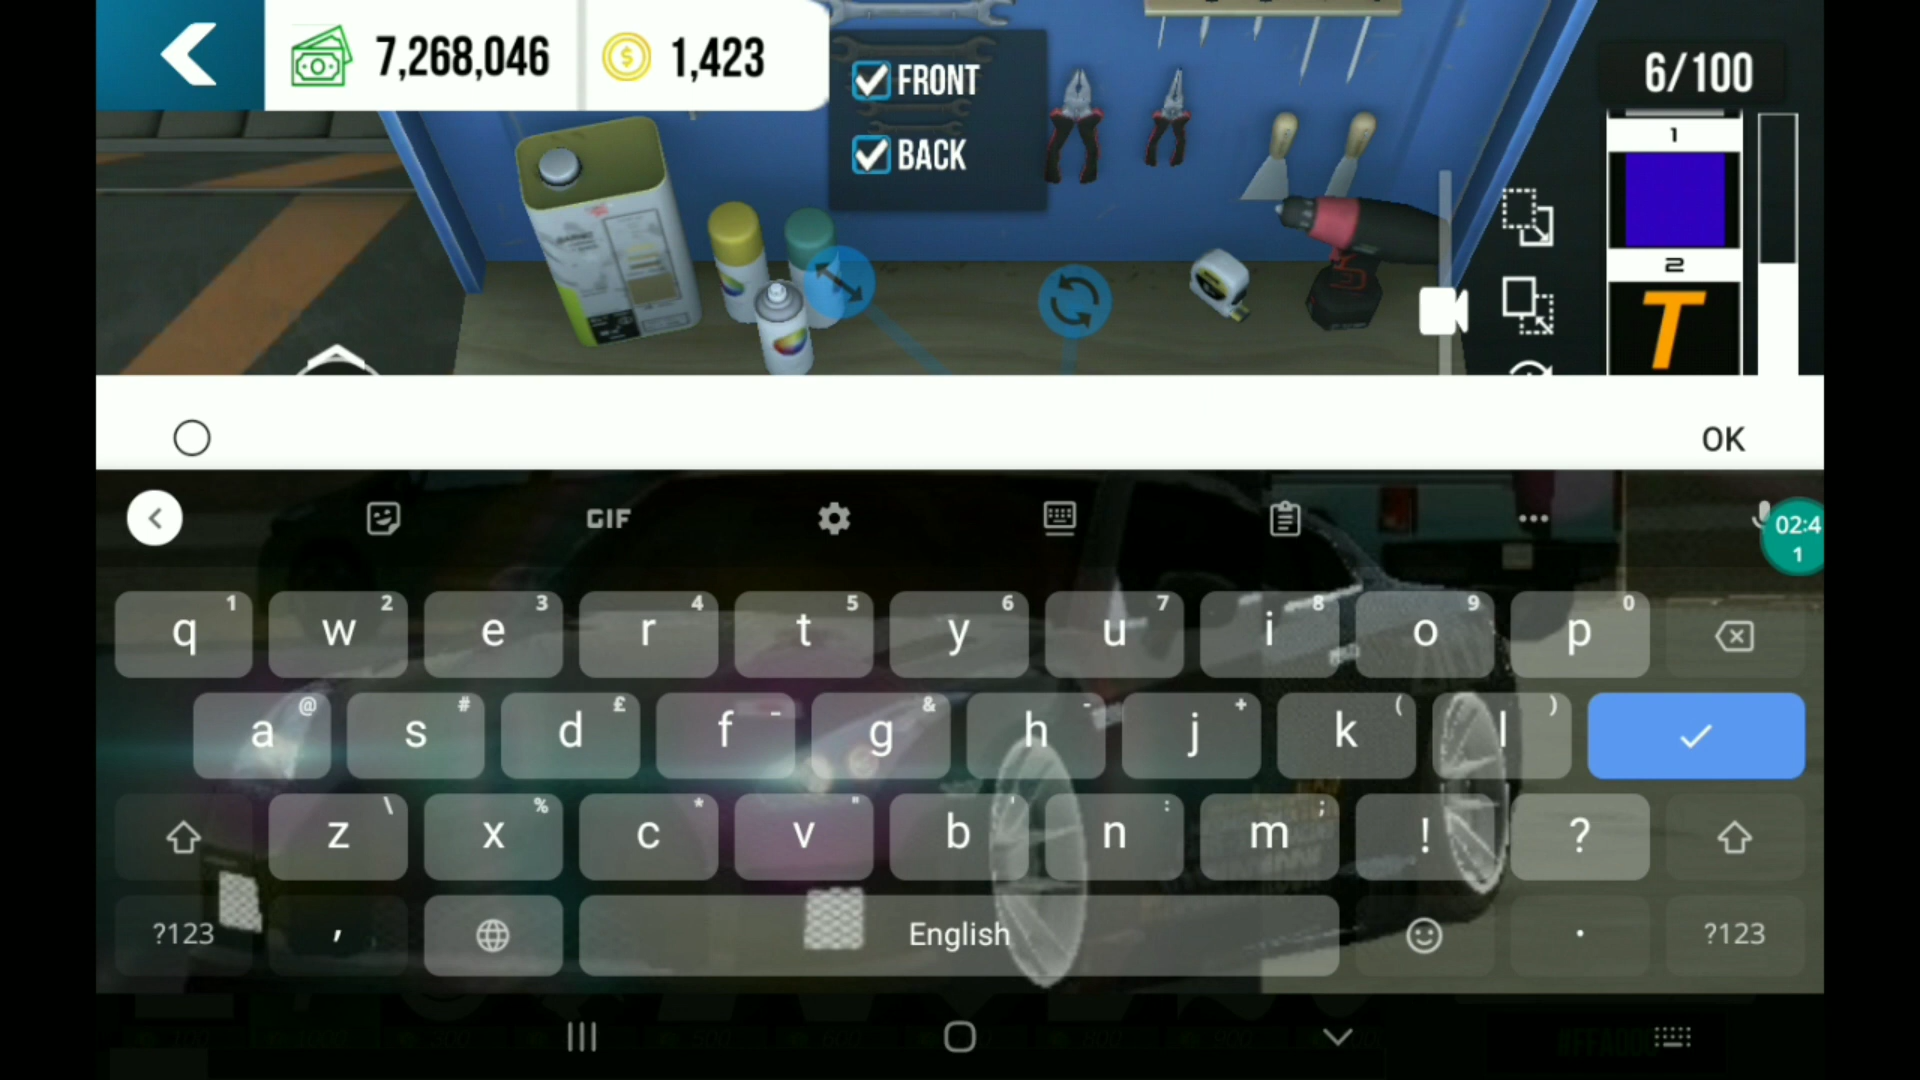 7,268,046
1,423
FRONT
BACK
6/100
1
2
T
OK
GIF
02:4
1
q 1 w 2 e 3 r 4 t 5 y 6 u 7 i 8 o 9 p 0
a @ s # d £ f _ g & h - j + k ( l )
z \ x % c * v " b ' n : m ; ! ?
?123 , English . ?123